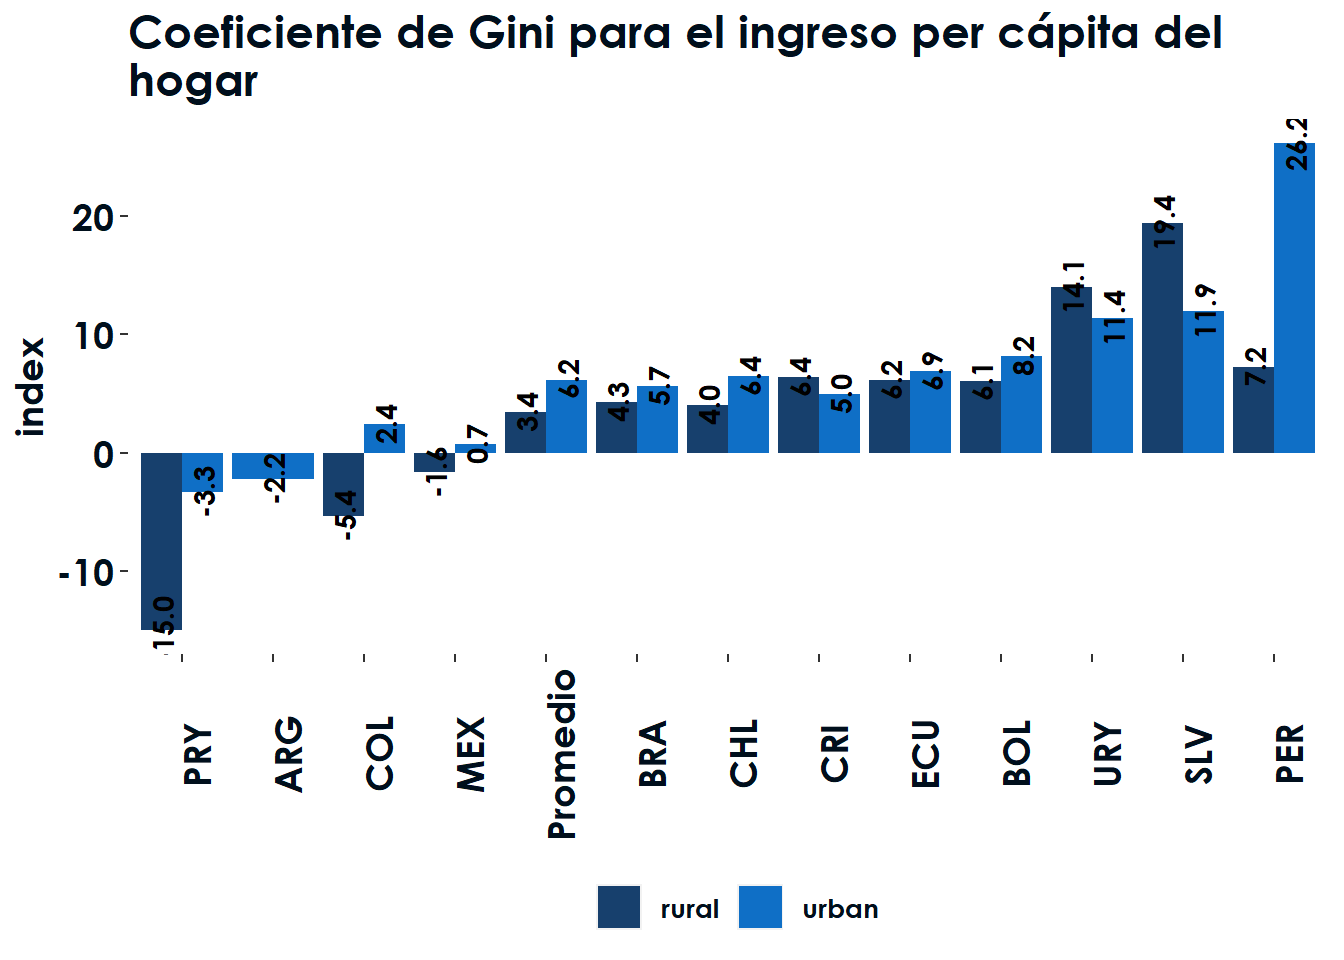 Coeficiente de Gini para el ingreso per cápita del
hogar
index
20
10
0
-10
-15.0
-3.3
-2.2
-5.4
2.4
-1.6
0.7
3.4
6.2
4.3
5.7
4.0
6.4
6.4
5.0
6.2
6.9
6.1
8.2
14.1
11.4
19.4
11.9
7.2
26.2
PRY
ARG
COL
MEX
Promedio
BRA
CHL
CRI
ECU
BOL
URY
SLV
PER
rural
urban